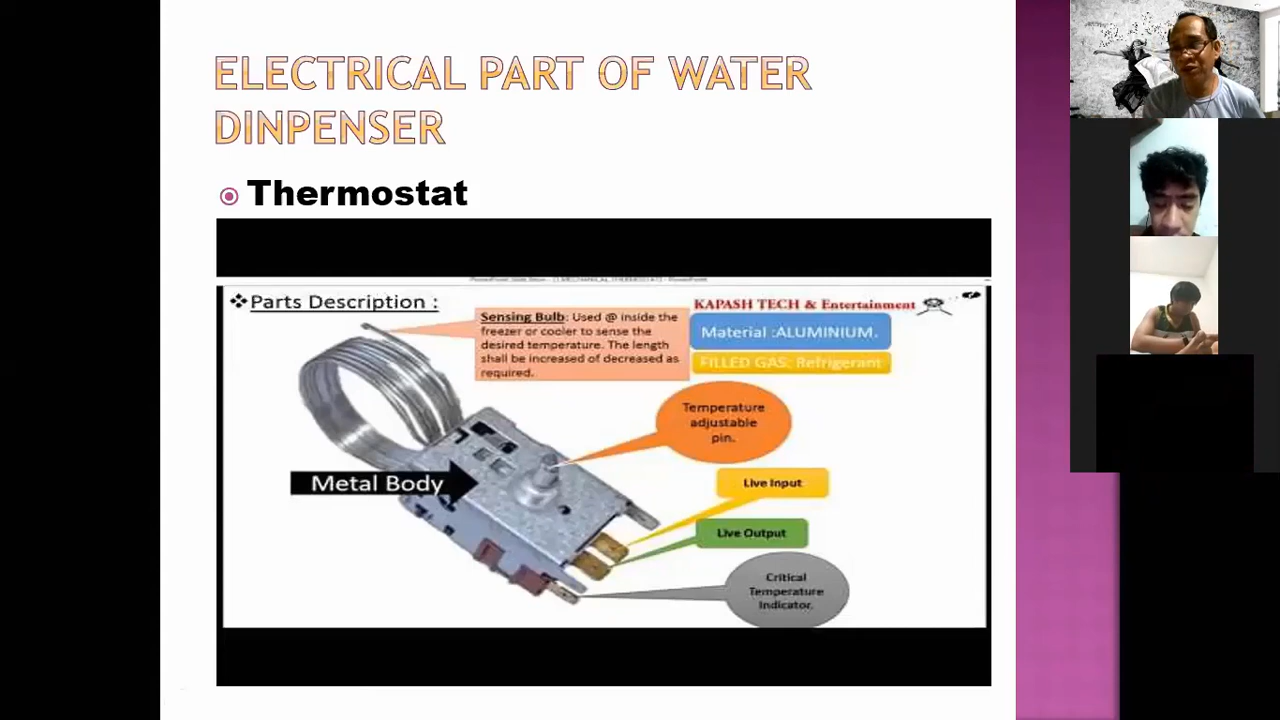 ELECTRICAL PART OF WATER
DINPENSER
Thermostat
Parts Description :
KAPASH TECH & Entertainment
Sensing Bulb: Used @ inside the
freezer or cooler to sense the
desired temperature. The length
shall be increased of decreased as
required.
Material :ALUMINIUM.
FILLED GAS: Refrigerant
Temperature
adjustable
pin.
Metal Body
Live Input
Live Output
Critical
Temperature
Indicator.